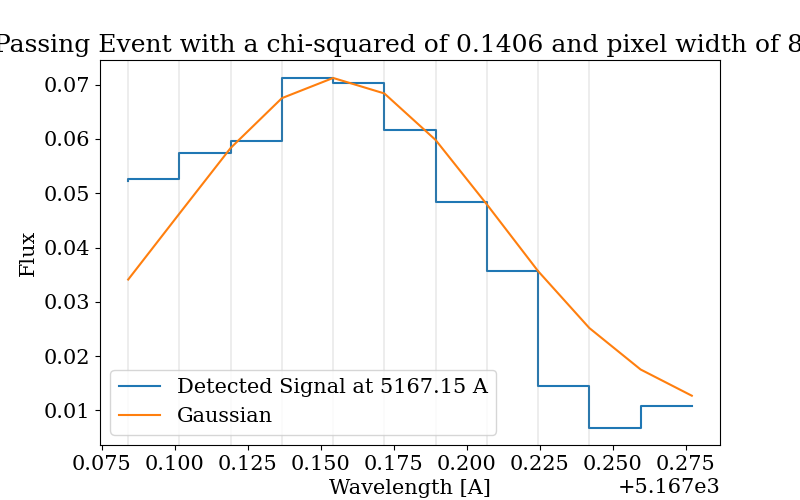 Passing Event with a chi-squared of 0.1406 and pixel width of 8
0.07
0.06
0.05
0.04
0.03
0.02
0.01
Flux
Detected Signal at 5167.15 A
Gaussian
0.075 0.100 0.125 0.150 0.175 0.200 0.225 0.250 0.275
Wavelength [A]
+5.167e3